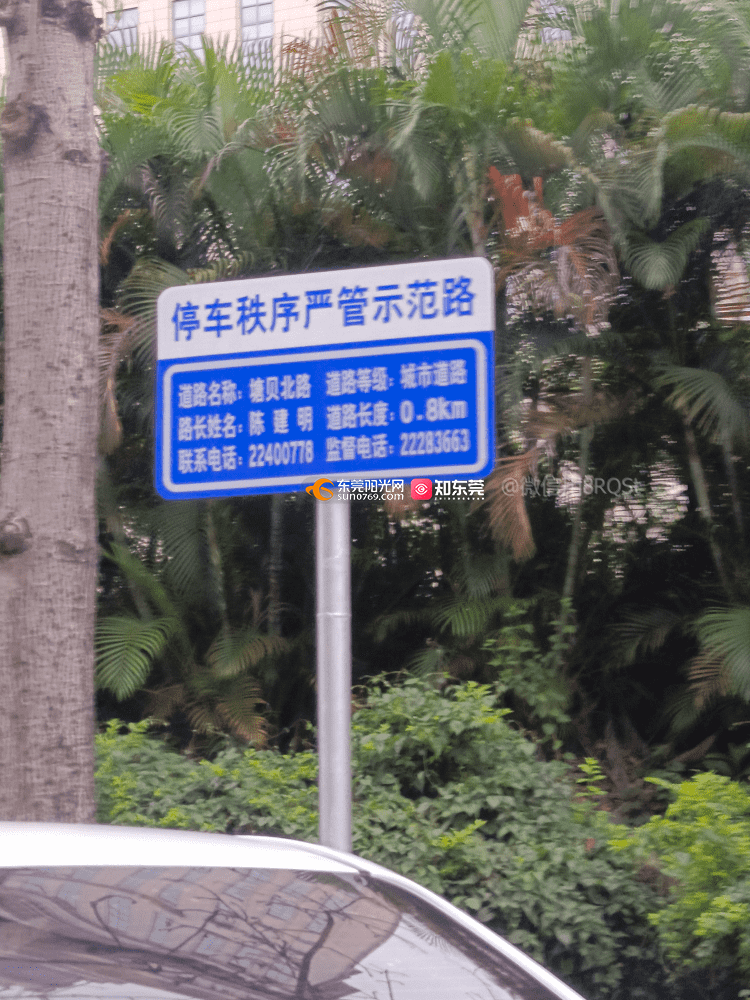 停车秩序严管示范路
道路名称：塘贝北路 道路等级：城市道路
路长姓名：陈建明 道路长度：0.8km
联系电话：22400778 监督电话：22283663
东莞阳光网 知东莞
sun0769.com